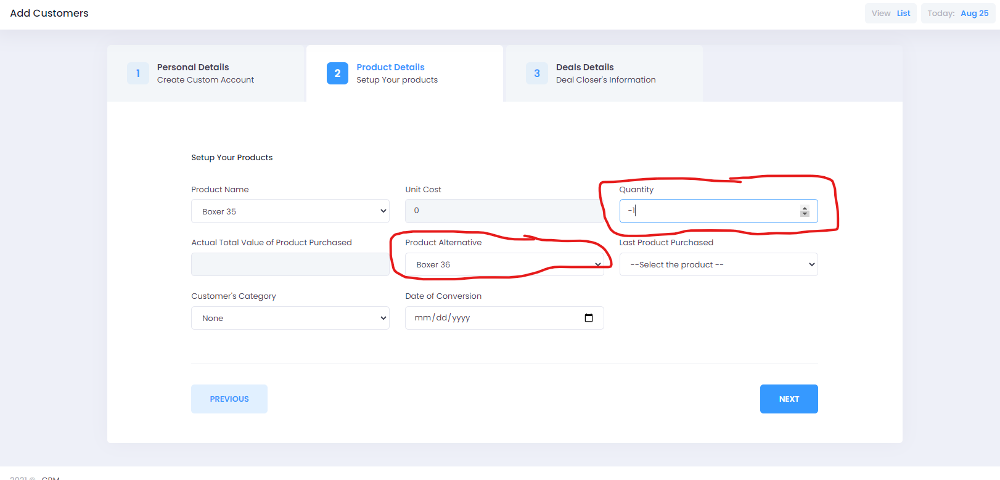 Add Customers
View List
Today: Aug 25
1
Personal Details
Create Custom Account
2
Product Details
Setup Your products
3
Deals Details
Deal Closer's Information
Setup Your Products
Product Name
Unit Cost
Quantity
Boxer 35
0
-1
Actual Total Value of Product Purchased
Product Alternative
Last Product Purchased
Boxer 36
--Select the product --
Customer's Category
Date of Conversion
None
mm/dd/yyyy
PREVIOUS
NEXT
2021 © CRM